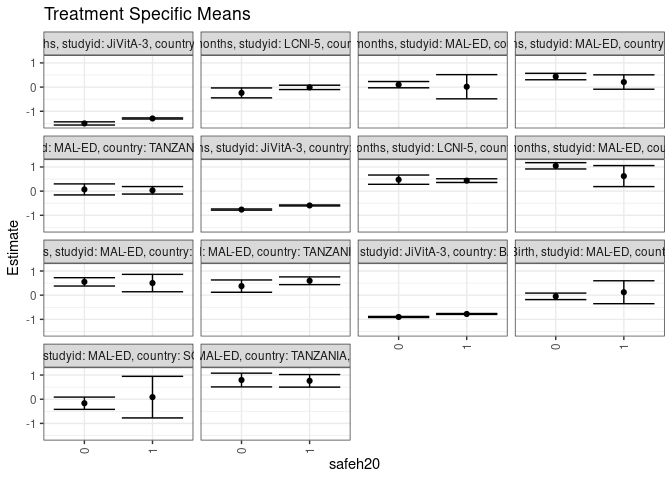 Treatment Specific Means
hs, studyid: JiVitA-3, country
months, studyid: LCNI-5, cour
months, studyid: MAL-ED, co
s, studyid: MAL-ED, country
1
0
-1
d: MAL-ED, country: TANZAN
s, studyid: JiVitA-3, country:
months, studyid: LCNI-5, count
months, studyid: MAL-ED, cou
1
0
-1
s, studyid: MAL-ED, country:
: MAL-ED, country: TANZANI
studyid: JiVitA-3, country: B
Birth, studyid: MAL-ED, count
1
0
-1
0
1
0
1
studyid: MAL-ED, country: SO
MAL-ED, country: TANZANIA,
1
0
-1
0
1
0
1
Estimate
safeh20